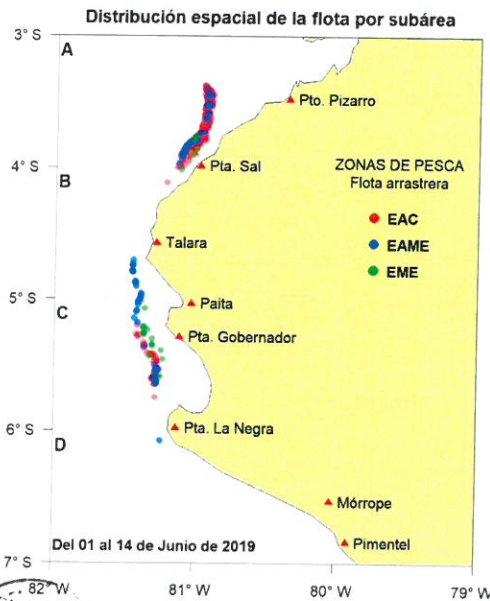 Distribución espacial de la flota por subárea
3° S
A
Pto. Pizarro
4° S
Pta. Sal
B
ZONAS DE PESCA
Flota arrastrera
EAC
EAME
EME
Talara
5° S
Paita
C
Pta. Gobernador
6° S
Pta. La Negra
D
Mórrope
Del 01 al 14 de Junio de 2019
Pimentel
7° S
82° W
81° W
80° W
79° W